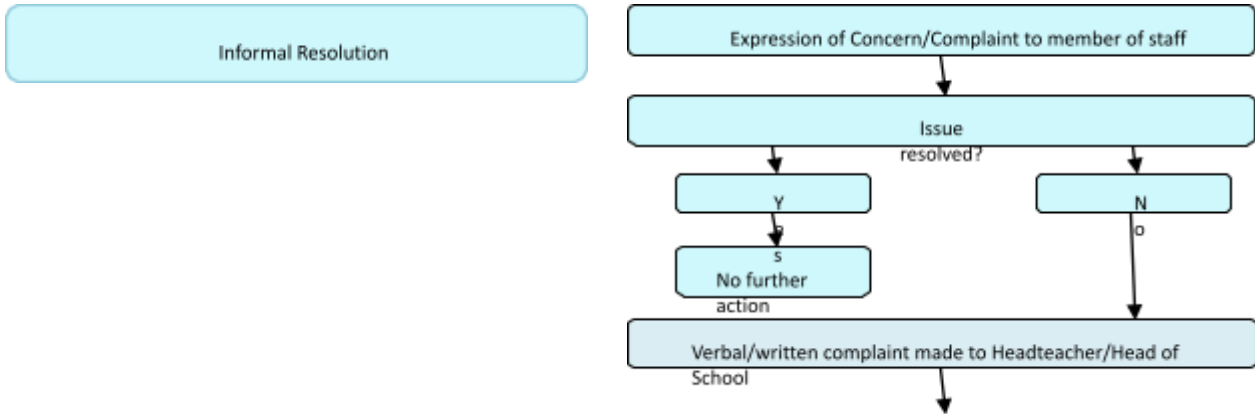 Informal Resolution
Expression of Concern/Complaint to member of staff
Issue
resolved?
Y
e
s
N
o
No further
action
Verbal/written complaint made to Headteacher/Head of
School